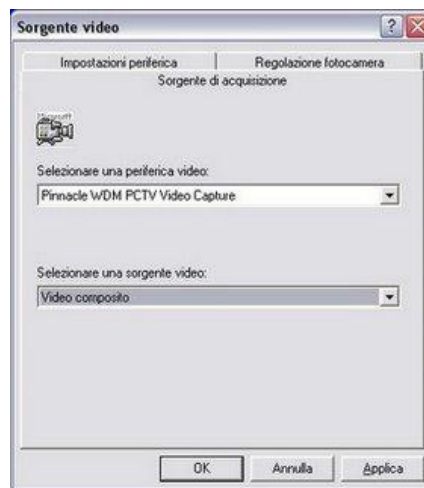 Sorgente video
Impostazioni periferica
Regolazione fotocamera
Sorgente di acquisizione
Microsoft
Selezionare una periferica video:
Pinnacle WDM PCTV Video Capture
Selezionare una sorgente video:
Video composito
OK
Annulla
Applica